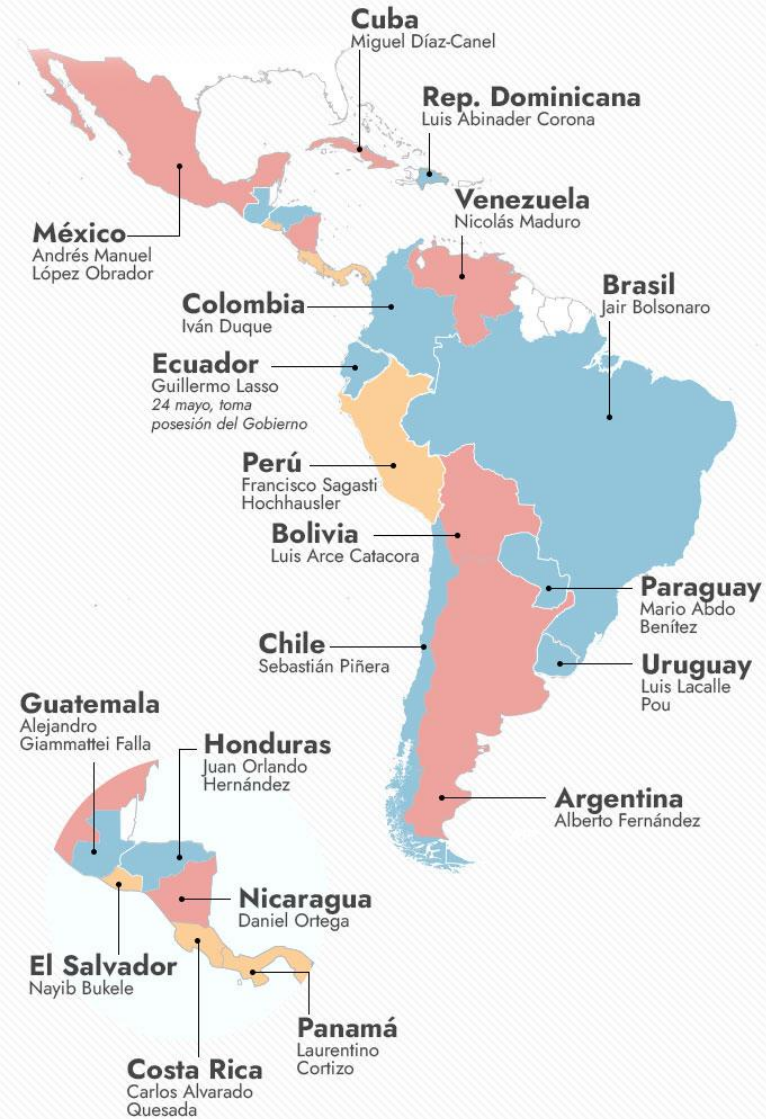 Cuba
Miguel Díaz-Canel
Rep. Dominicana
Luis Abinader Corona
Venezuela
Nicolás Maduro
México
Andrés Manuel
López Obrador
Brasil
Jair Bolsonaro
Colombia
Iván Duque
Ecuador
Guillermo Lasso
24 mayo, toma
posesión del Gobierno
Perú
Francisco Sagasti
Hochhausler
Bolivia
Luis Arce Catacora
Paraguay
Mario Abdo
Benítez
Chile
Sebastián Piñera
Uruguay
Luis Lacalle
Pou
Guatemala
Alejandro
Giammattei Falla
Honduras
Juan Orlando
Hernández
Argentina
Alberto Fernández
Nicaragua
Daniel Ortega
El Salvador
Nayib Bukele
Panamá
Laurentino
Cortizo
Costa Rica
Carlos Alvarado
Quesada